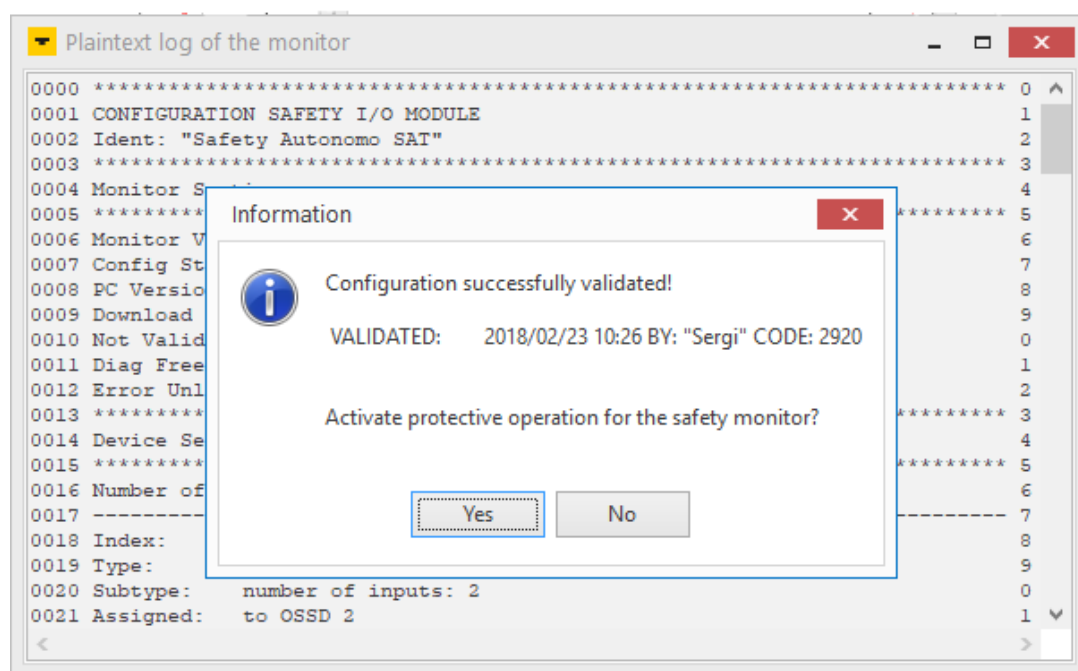 Plaintext log of the monitor
0000 ************************************************************************* 0
0001 CONFIGURATION SAFETY I/O MODULE 1
0002 Ident: "Safety Autonomo SAT" 2
0003 ************************************************************************* 3
0004 Monitor S 4
0005 ********* ********* 5
0006 Monitor V 6
0007 Config St 7
0008 PC Versio 8
0009 Download 9
0010 Not Valid 0
0011 Diag Free 1
0012 Error Unl 2
0013 ********* ********* 3
0014 Device Se 4
0015 ********* ********* 5
0016 Number of 6
0017 --------- --------- 7
0018 Index: 8
0019 Type: 9
0020 Subtype: number of inputs: 2 0
0021 Assigned: to OSSD 2 1
Information
Configuration successfully validated!
VALIDATED: 2018/02/23 10:26 BY: "Sergi" CODE: 2920
Activate protective operation for the safety monitor?
Yes No